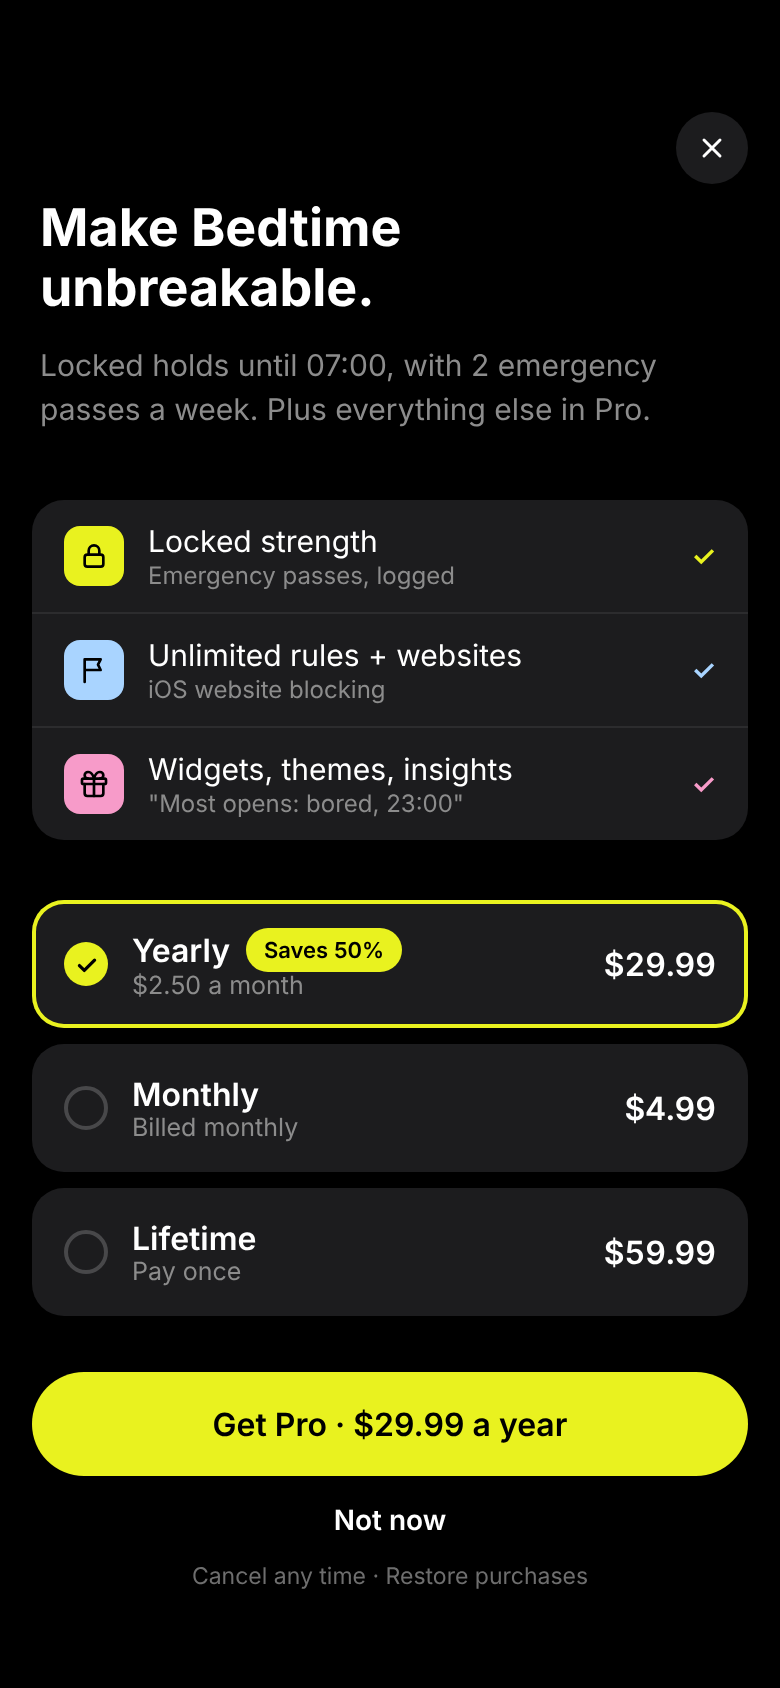 Make Bedtime
unbreakable.
Locked holds until 07:00, with 2 emergency
passes a week. Plus everything else in Pro.
Locked strength
Emergency passes, logged
Unlimited rules + websites
iOS website blocking
Widgets, themes, insights
"Most opens: bored, 23:00"
Yearly Saves 50%
$2.50 a month
$29.99
Monthly
Billed monthly
$4.99
Lifetime
Pay once
$59.99
Get Pro · $29.99 a year
Not now
Cancel any time · Restore purchases